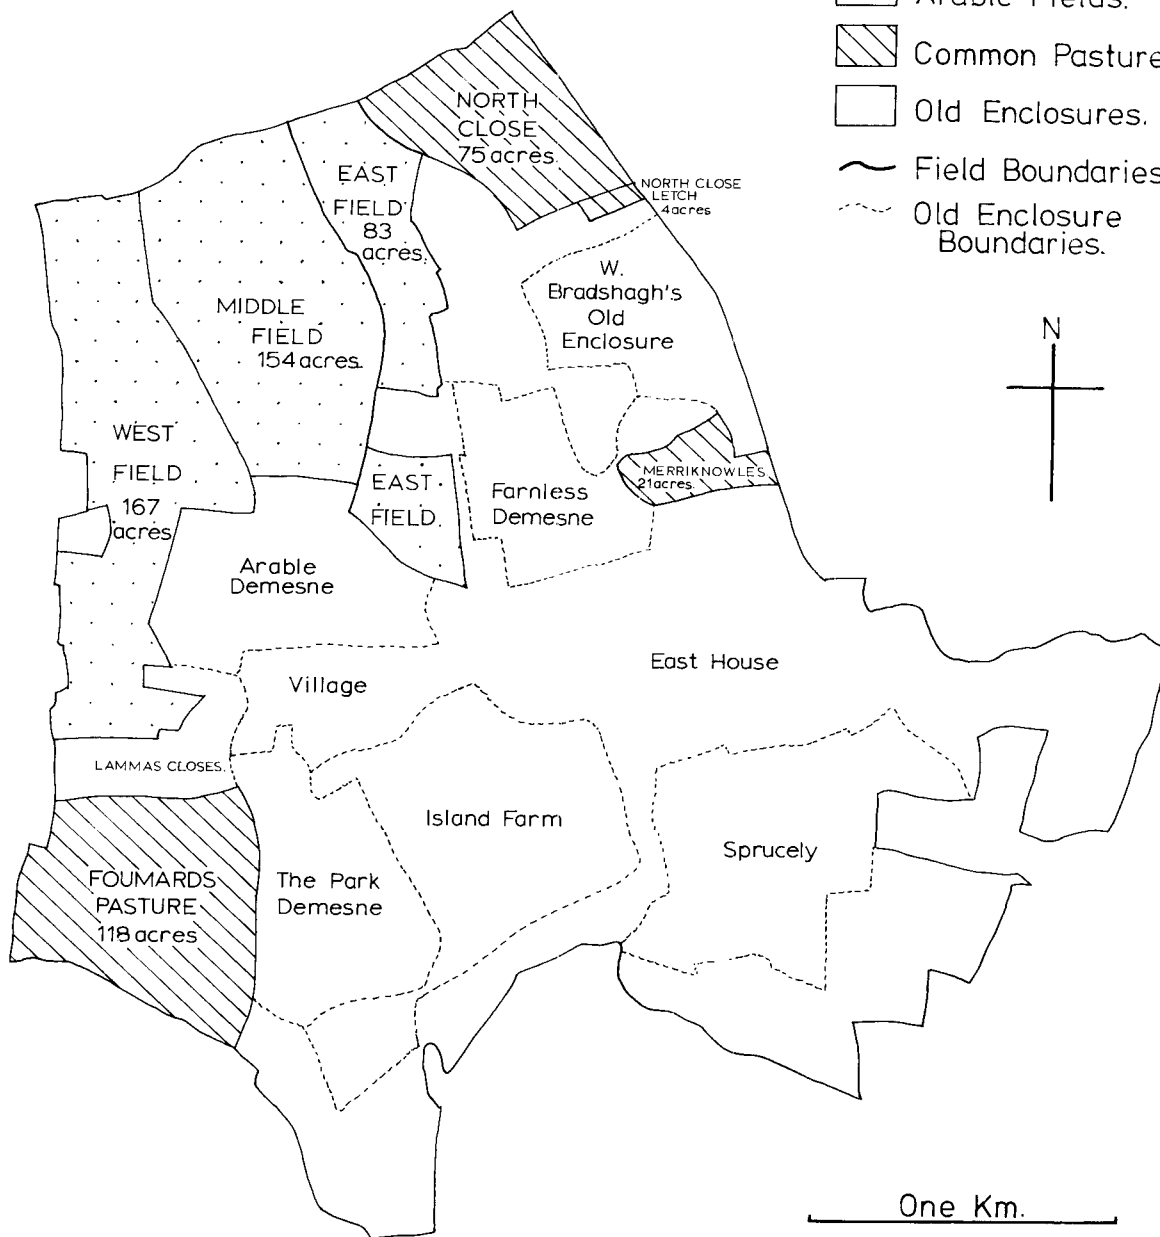 Arable Fields.
Common Pasture
Old Enclosures.
Field Boundaries
Old Enclosure
Boundaries.
N
NORTH
CLOSE
75 acres.
NORTH CLOSE
LETCH
4 acres
EAST
FIELD
83
acres.
W.
Bradshagh's
Old
Enclosure
MIDDLE
FIELD
154 acres.
WEST
FIELD
167
acres
EAST
FIELD.
Farnless
Demesne
MERRIKNOWLES.
21 acres.
Arable
Demesne
Village
East House
LAMMAS CLOSES.
Island Farm
Sprucely
FOUMARDS
PASTURE
118 acres
The Park
Demesne
One Km.